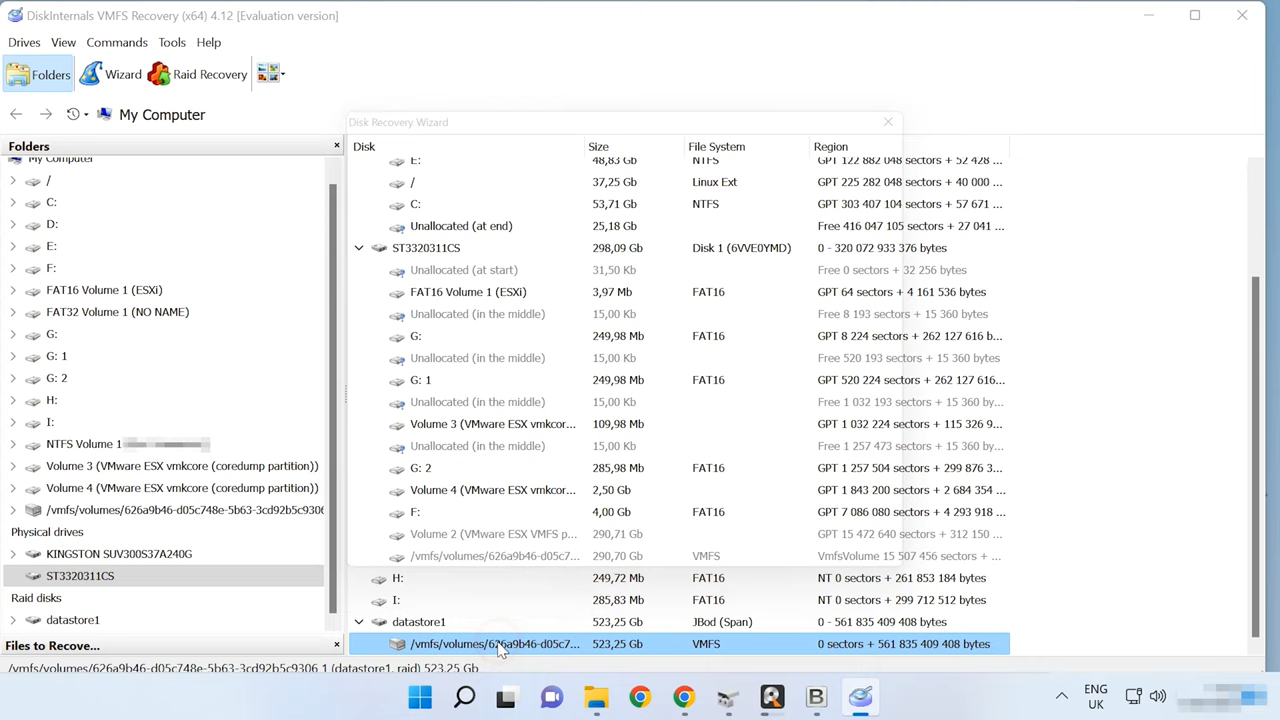 DiskInternals VMFS Recovery (x64) 4.12 [Evaluation version]
Drives View Commands Tools Help
Folders Wizard Raid Recovery
My Computer
Disk Recovery Wizard
Folders
Disk Size File System Region
My Computer
E: 48,83 Gb NTFS GPT 122 882 048 sectors + 52 428 ...
/
/ 37,25 Gb Linux Ext GPT 225 282 048 sectors + 40 000 ...
C:
C: 53,71 Gb NTFS GPT 303 407 104 sectors + 57 671 ...
D:
Unallocated (at end) 25,18 Gb Free 416 047 105 sectors + 27 041 ...
E:
ST3320311CS 298,09 Gb Disk 1 (6VVE0YMD) 0 - 320 072 933 376 bytes
F:
Unallocated (at start) 31,50 Kb Free 0 sectors + 32 256 bytes
FAT16 Volume 1 (ESXi)
FAT16 Volume 1 (ESXi) 3,97 Mb FAT16 GPT 64 sectors + 4 161 536 bytes
FAT32 Volume 1 (NO NAME)
Unallocated (in the middle) 15,00 Kb Free 8 193 sectors + 15 360 bytes
G:
G: 249,98 Mb FAT16 GPT 8 224 sectors + 262 127 616 b...
G: 1
Unallocated (in the middle) 15,00 Kb Free 520 193 sectors + 15 360 bytes
G: 2
G: 1 249,98 Mb FAT16 GPT 520 224 sectors + 262 127 616...
H:
Unallocated (in the middle) 15,00 Kb Free 1 032 193 sectors + 15 360 by...
I:
Volume 3 (VMware ESX vmkcor... 109,98 Mb GPT 1 032 224 sectors + 115 326 9...
NTFS Volume 1
Unallocated (in the middle) 15,00 Kb Free 1 257 473 sectors + 15 360 by...
Volume 3 (VMware ESX vmkcore (coredump partition))
G: 2 285,98 Mb FAT16 GPT 1 257 504 sectors + 299 876 3...
Volume 4 (VMware ESX vmkcore (coredump partition))
Volume 4 (VMware ESX vmkcor... 2,50 Gb GPT 1 843 200 sectors + 2 684 354 ...
/vmfs/volumes/626a9b46-d05c748e-5b63-3cd92b5c9306
F: 4,00 Gb FAT16 GPT 7 086 080 sectors + 4 293 918 ...
Physical drives
Volume 2 (VMware ESX VMFS p... 290,71 Gb GPT 15 472 640 sectors + 312 150 ...
KINGSTON SUV300S37A240G
/vmfs/volumes/626a9b46-d05c7... 290,70 Gb VMFS VmfsVolume 15 507 456 sectors + ...
ST3320311CS
H: 249,72 Mb FAT16 NT 0 sectors + 261 853 184 bytes
Raid disks
I: 285,83 Mb FAT16 NT 0 sectors + 299 712 512 bytes
datastore1
datastore1 523,25 Gb JBod (Span) 0 - 561 835 409 408 bytes
Files to Recove...
/vmfs/volumes/626a9b46-d05c7... 523,25 Gb VMFS 0 sectors + 561 835 409 408 bytes
/vmfs/volumes/626a9b46-d05c748e-5b63-3cd92b5c9306 1 (datastore1, raid) 523,25 Gb
ENG
UK